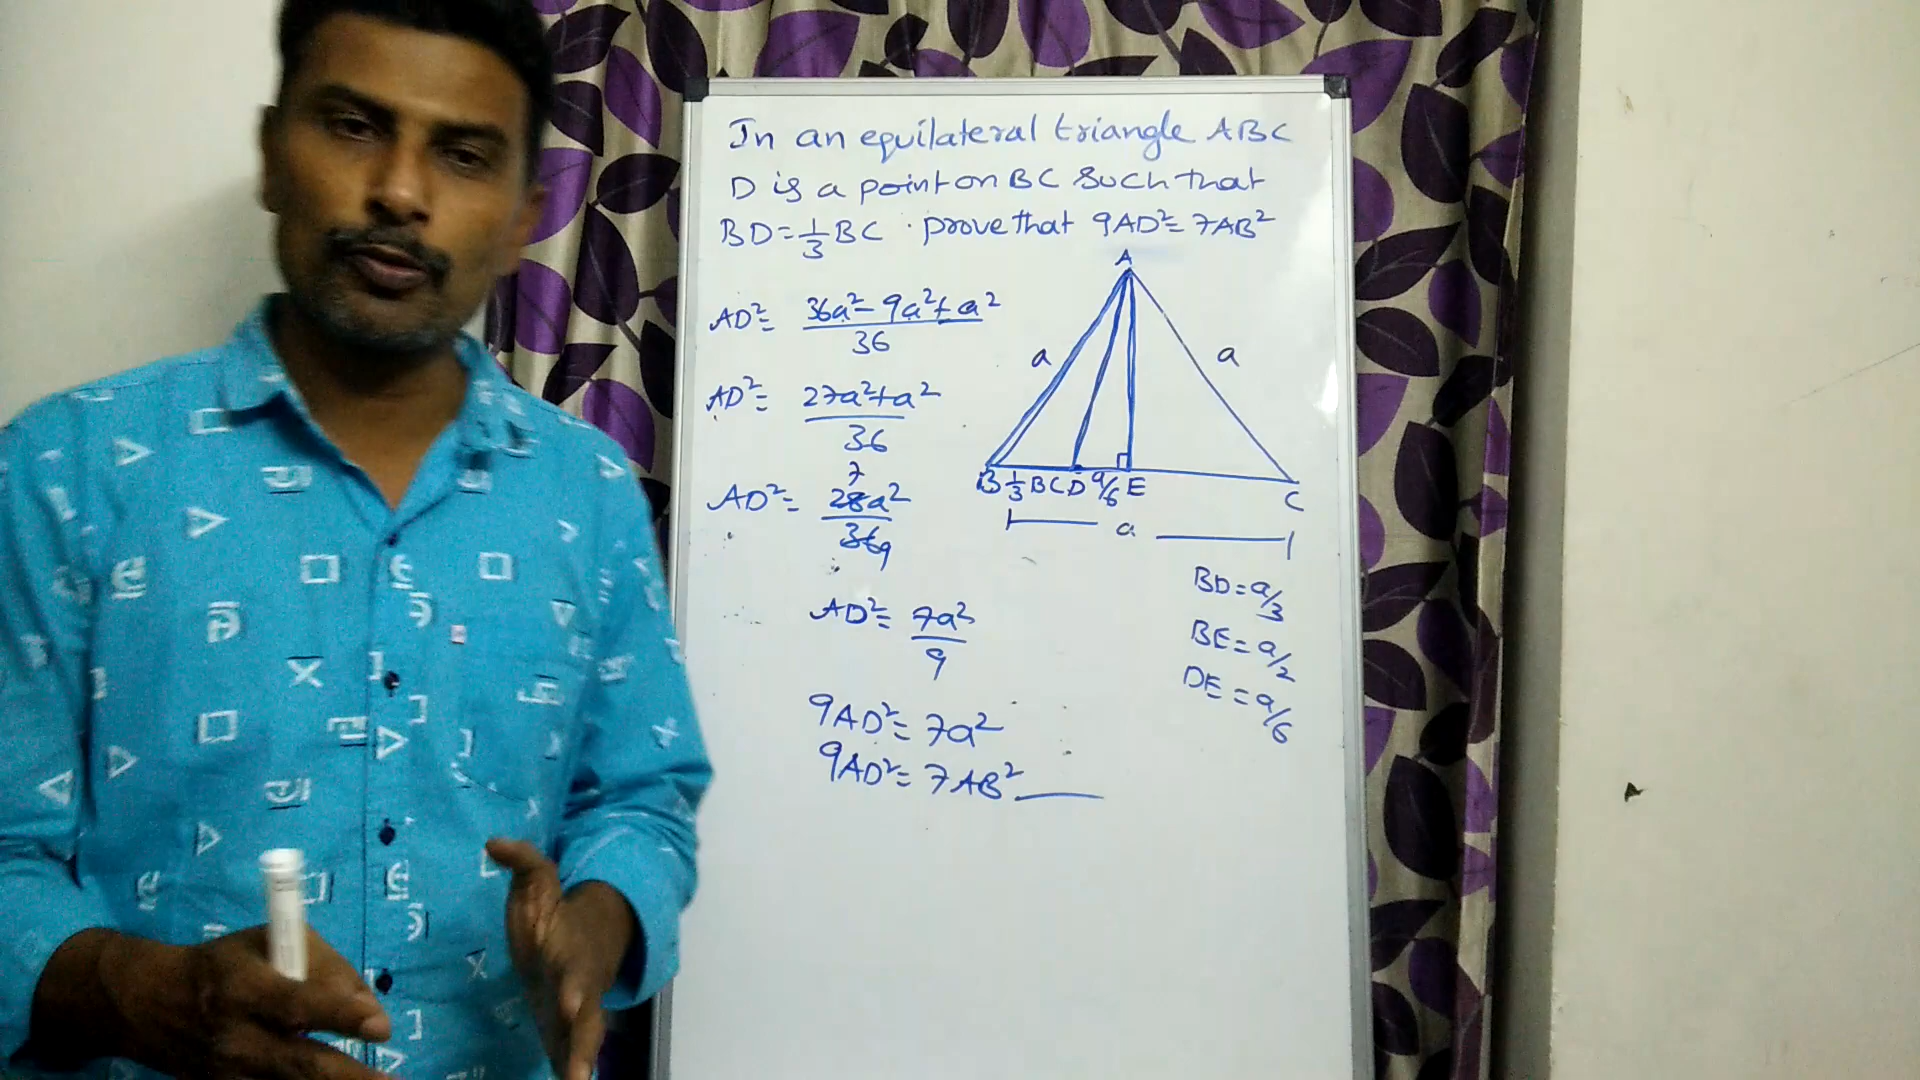 In an equilateral triangle ABC
D is a point on BC such that
BD = 1/3 BC . prove that 9AD² = 7AB²
A
AD² = 36a² - 9a² + a² / 36
a a
AD² = 27a² + a² / 36
B 1/3 BC D a/6 E C
7
AD² = 28a² / 36 9
a
BD = a/3
AD² = 7a² / 9
BE = a/2
DE = a/6
9AD² = 7a²
9AD² = 7AB²